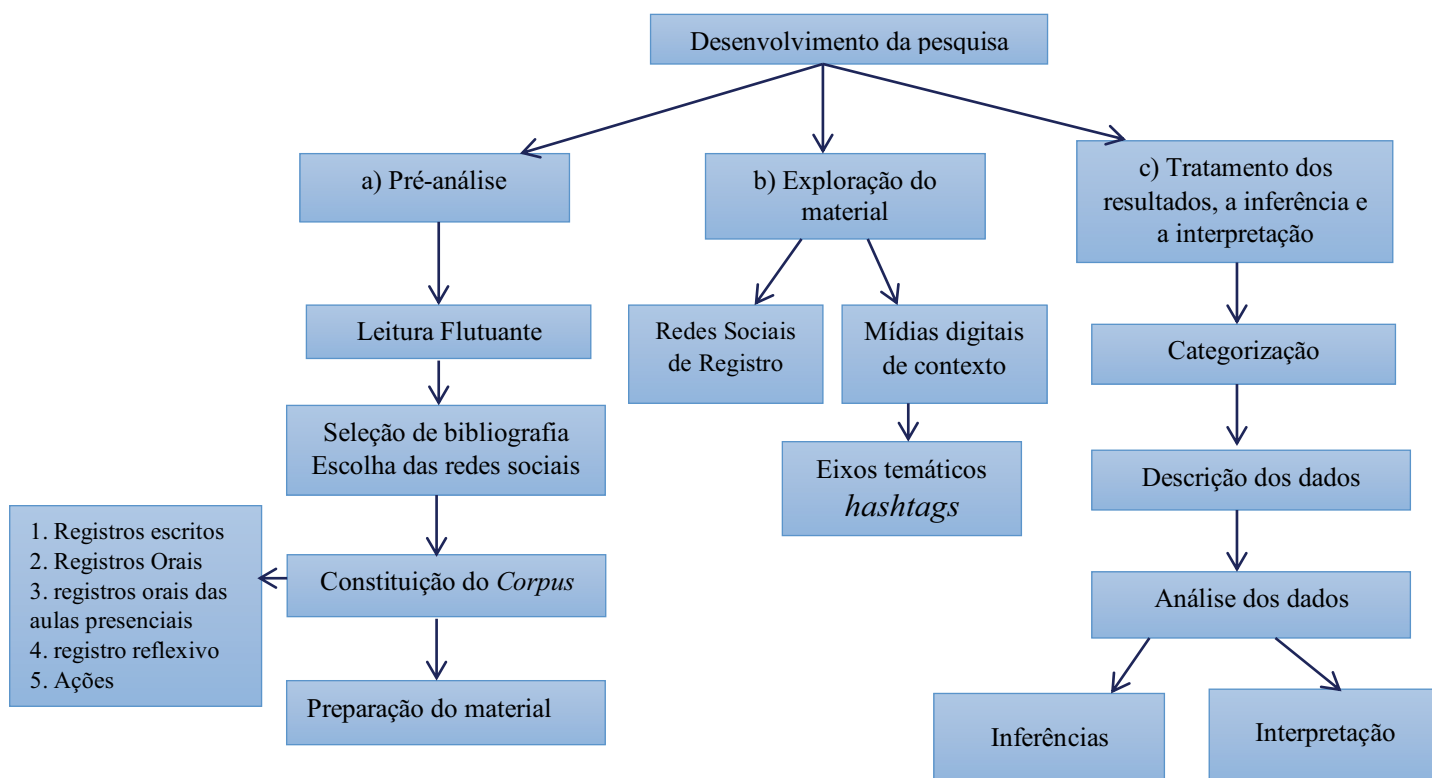 Desenvolvimento da pesquisa
a) Pré-análise
Leitura Flutuante
Seleção de bibliografia
Escolha das redes sociais
Constituição do Corpus
1. Registros escritos
2. Registros Orais
3. registros orais das
aulas presenciais
4. registro reflexivo
5. Ações
Preparação do material
b) Exploração do
material
Redes Sociais
de Registro
Mídias digitais
de contexto
Eixos temáticos
hashtags
c) Tratamento dos
resultados, a inferência e
a interpretação
Categorização
Descrição dos dados
Análise dos dados
Inferências
Interpretação